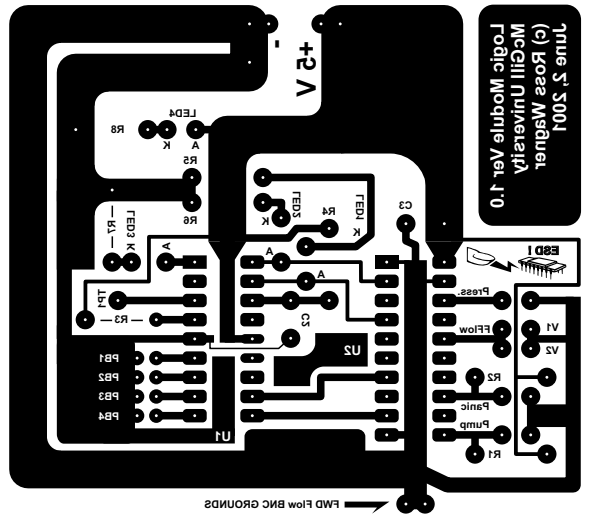 Logic Module Ver 1.0
McGill University
(c) Ross Wagner
June 2, 2001
-
+5 V
LED4
R8
K
A
R5
R6
R7
LED3
K
A
LED2
K
R4
LED1
K
C3
ESD !
A
A
TP1
R3
C2
Press.
FFlow
V1
V2
U2
PB1
PB2
PB3
PB4
R2
Panic
Pump
R1
U1
FWD Flow BNC GROUNDS